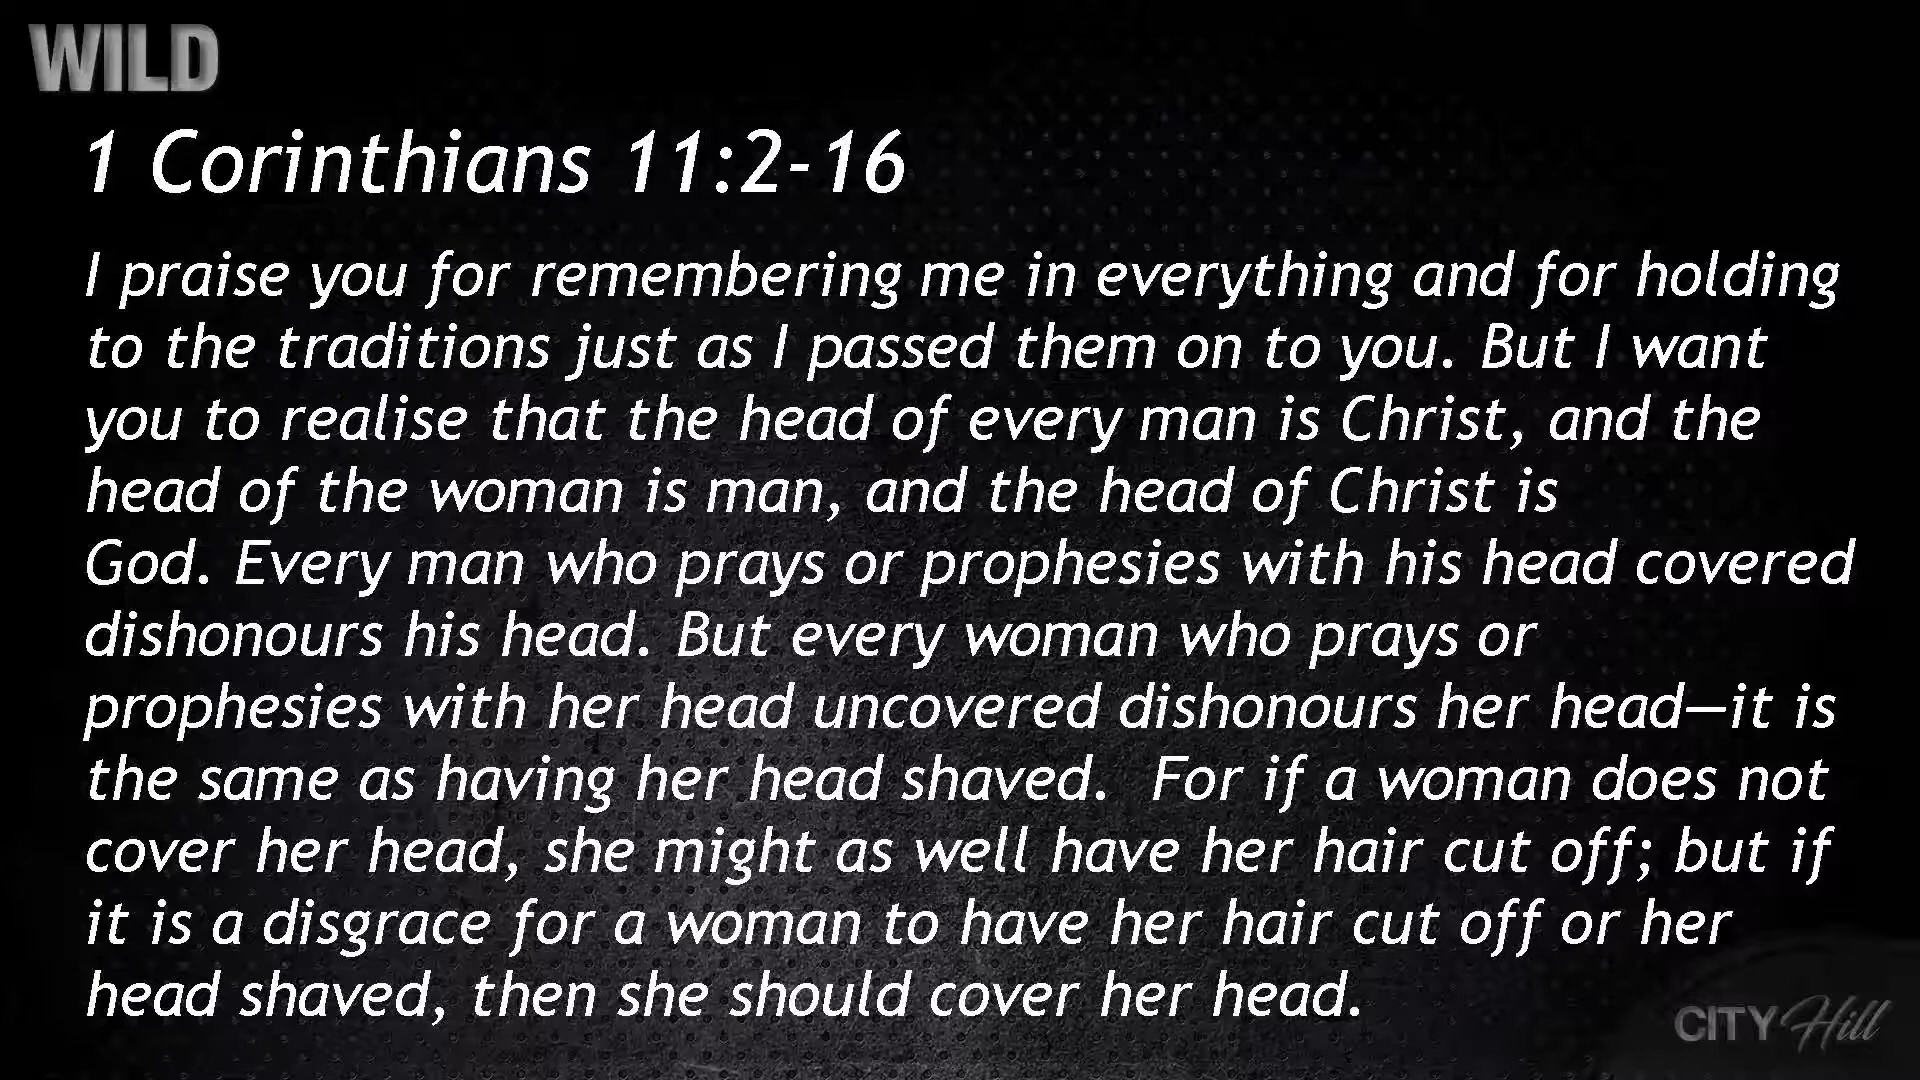 WILD
1 Corinthians 11:2-16
I praise you for remembering me in everything and for holding
to the traditions just as I passed them on to you. But I want
you to realise that the head of every man is Christ, and the
head of the woman is man, and the head of Christ is
God. Every man who prays or prophesies with his head covered
dishonours his head. But every woman who prays or
prophesies with her head uncovered dishonours her head—it is
the same as having her head shaved.  For if a woman does not
cover her head, she might as well have her hair cut off; but if
it is a disgrace for a woman to have her hair cut off or her
head shaved, then she should cover her head.
CITY Hill